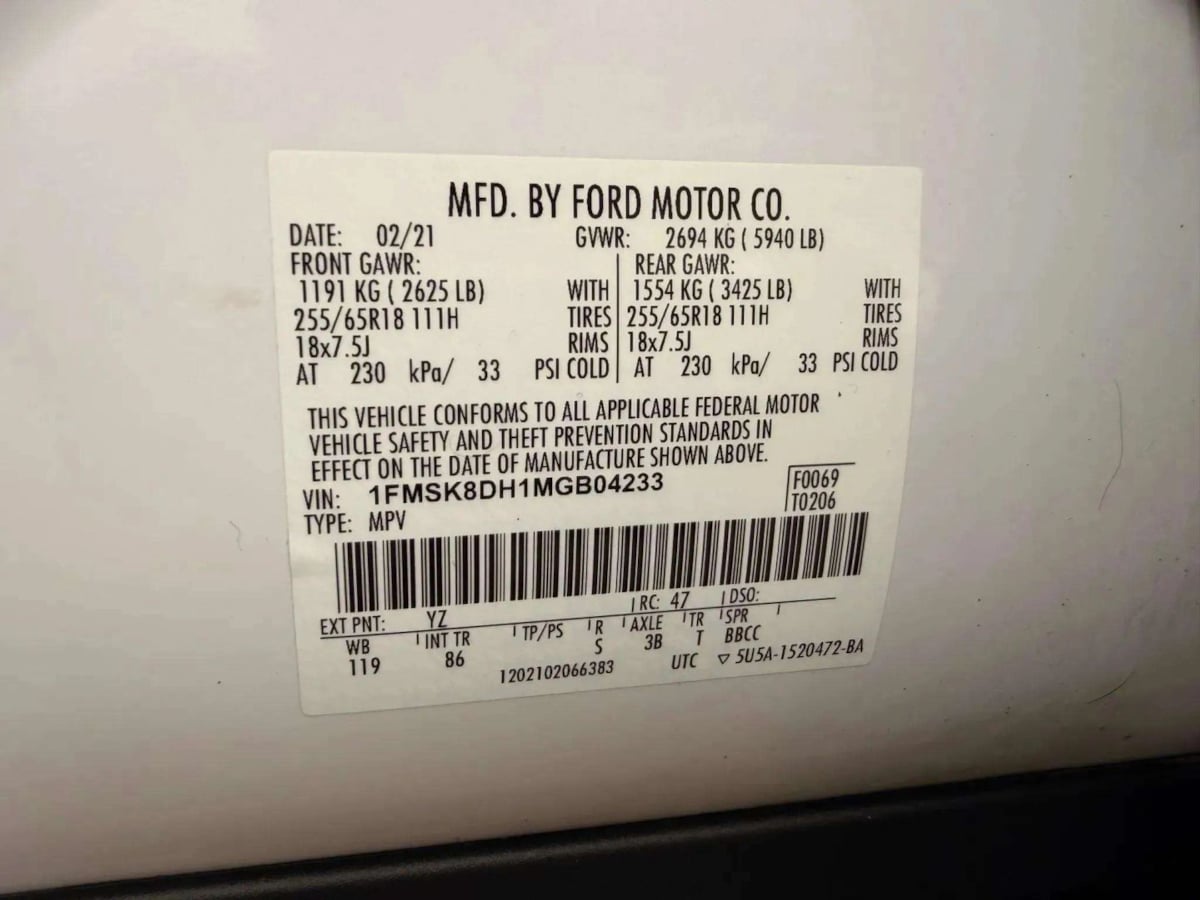 MFD. BY FORD MOTOR CO.
DATE: 02/21 GVWR: 2694 KG ( 5940 LB)
FRONT GAWR: REAR GAWR:
1191 KG ( 2625 LB) WITH 1554 KG ( 3425 LB) WITH
255/65R18 111H TIRES 255/65R18 111H TIRES
18x7.5J RIMS 18x7.5J RIMS
AT 230 kPa/ 33 PSI COLD AT 230 kPa/ 33 PSI COLD
THIS VEHICLE CONFORMS TO ALL APPLICABLE FEDERAL MOTOR
VEHICLE SAFETY AND THEFT PREVENTION STANDARDS IN
EFFECT ON THE DATE OF MANUFACTURE SHOWN ABOVE.
VIN: 1FMSK8DH1MGB04233 F0069
TYPE: MPV T0206
EXT PNT: YZ RC: 47 DSO:
WB INT TR TP/PS R AXLE TR SPR
119 86 S 3B T BBCC
1202102066383 UTC ▽ 5U5A-1520472-BA